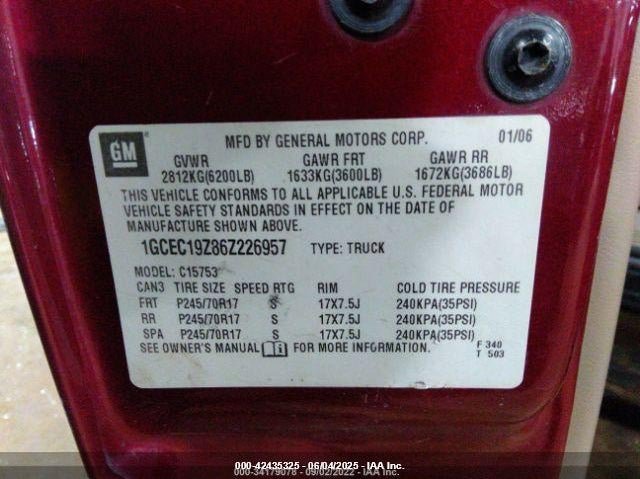 GM
MFD BY GENERAL MOTORS CORP. 01/06
GVWR GAWR FRT GAWR RR
2812KG(6200LB) 1633KG(3600LB) 1672KG(3686LB)
THIS VEHICLE CONFORMS TO ALL APPLICABLE U.S. FEDERAL MOTOR
VEHICLE SAFETY STANDARDS IN EFFECT ON THE DATE OF
MANUFACTURE SHOWN ABOVE.
1GCEC19Z86Z226957 TYPE: TRUCK
MODEL: C15753
CAN3 TIRE SIZE SPEED RTG RIM COLD TIRE PRESSURE
FRT P245/70R17 S 17X7.5J 240KPA(35PSI)
RR P245/70R17 S 17X7.5J 240KPA(35PSI)
SPA P245/70R17 S 17X7.5J 240KPA(35PSI)
SEE OWNER'S MANUAL FOR MORE INFORMATION.
F 340
T 503
000-42435325 - 06/04/2025 - IAA Inc.
000-34179078 - 09/02/2022 - IAA Inc.